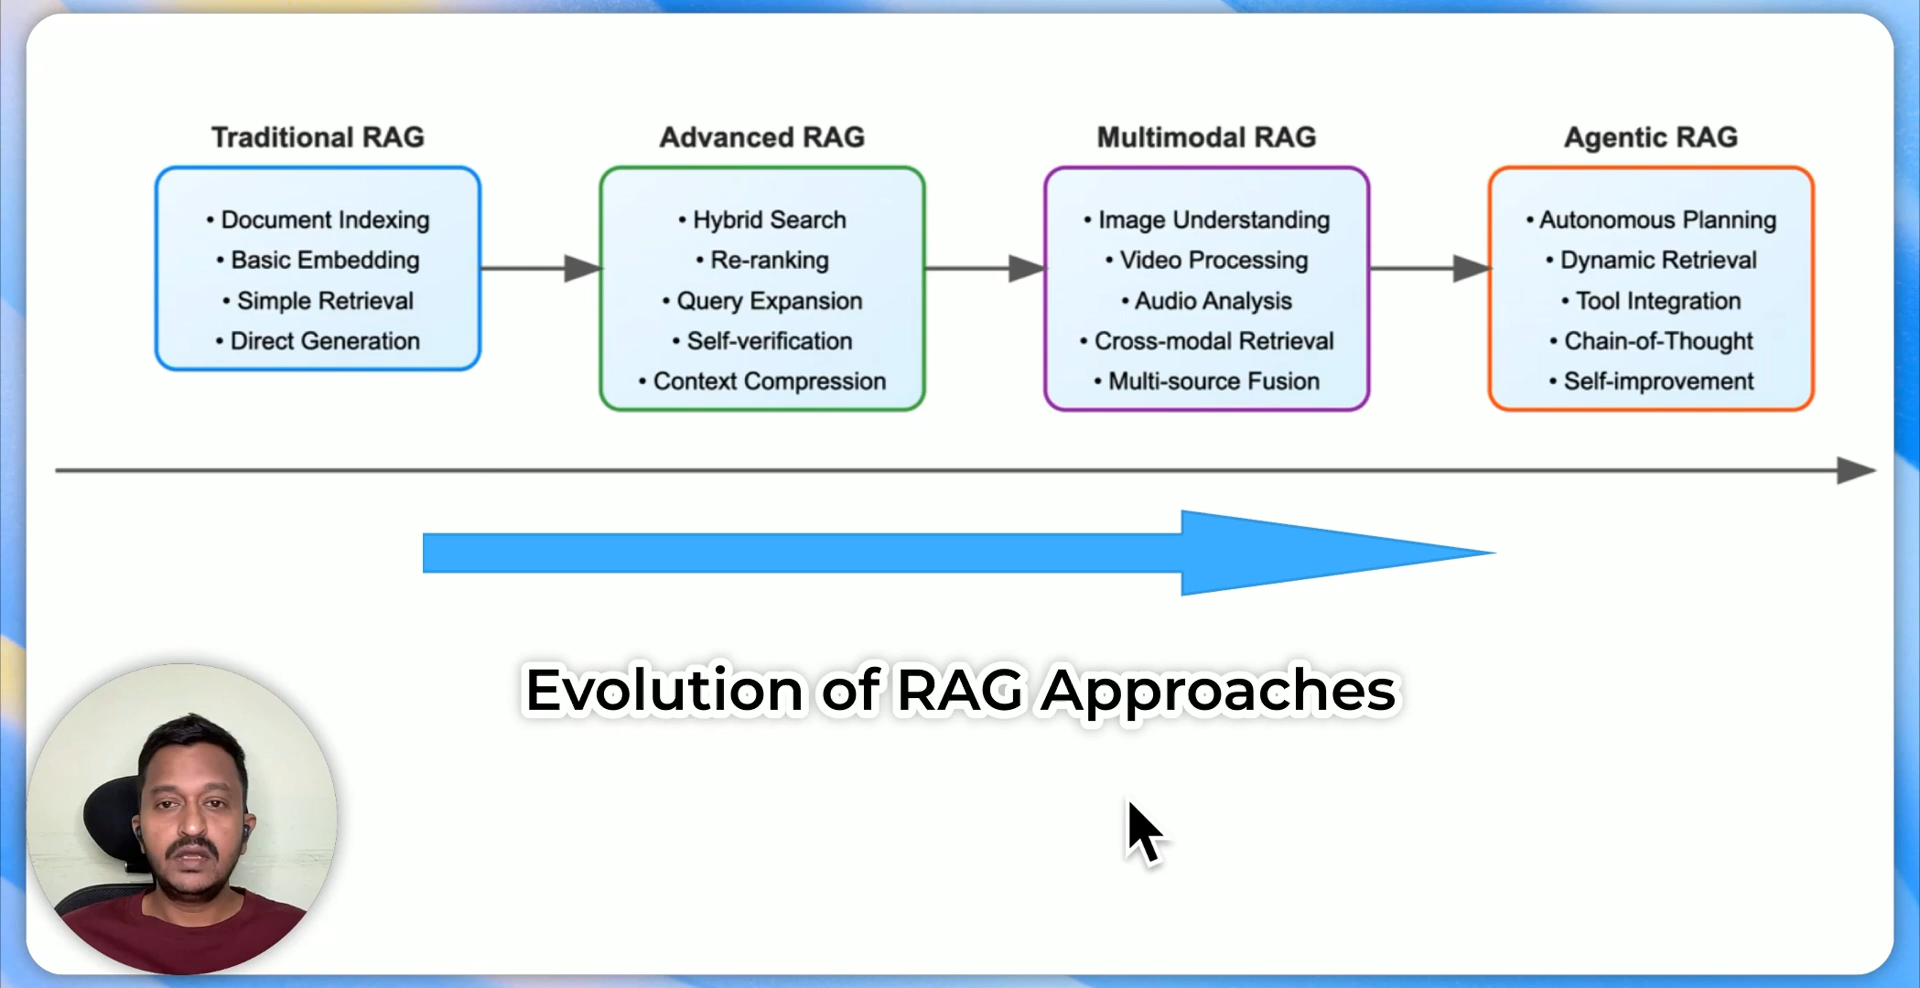 Traditional RAG
• Document Indexing
• Basic Embedding
• Simple Retrieval
• Direct Generation
Advanced RAG
• Hybrid Search
• Re-ranking
• Query Expansion
• Self-verification
• Context Compression
Multimodal RAG
• Image Understanding
• Video Processing
• Audio Analysis
• Cross-modal Retrieval
• Multi-source Fusion
Agentic RAG
• Autonomous Planning
• Dynamic Retrieval
• Tool Integration
• Chain-of-Thought
• Self-improvement
Evolution of RAG Approaches